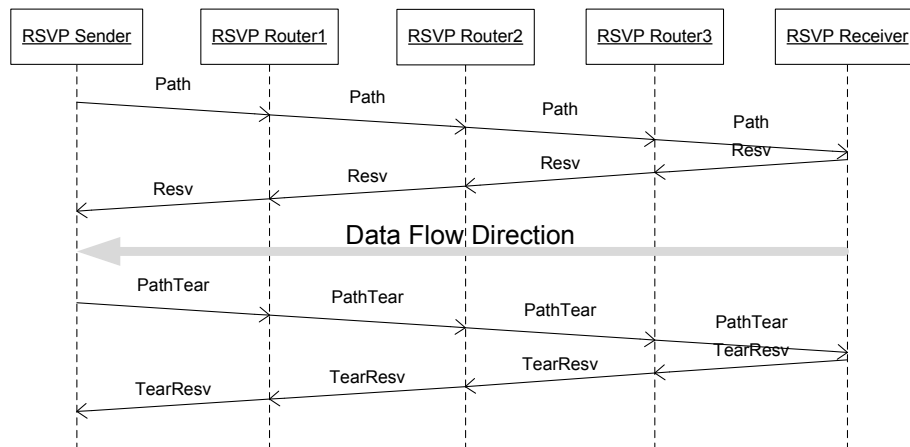 RSVP Sender
RSVP Router1
RSVP Router2
RSVP Router3
RSVP Receiver
Path
Path
Path
Path
Resv
Resv
Resv
Resv
Data Flow Direction
PathTear
PathTear
PathTear
PathTear
TearResv
TearResv
TearResv
TearResv